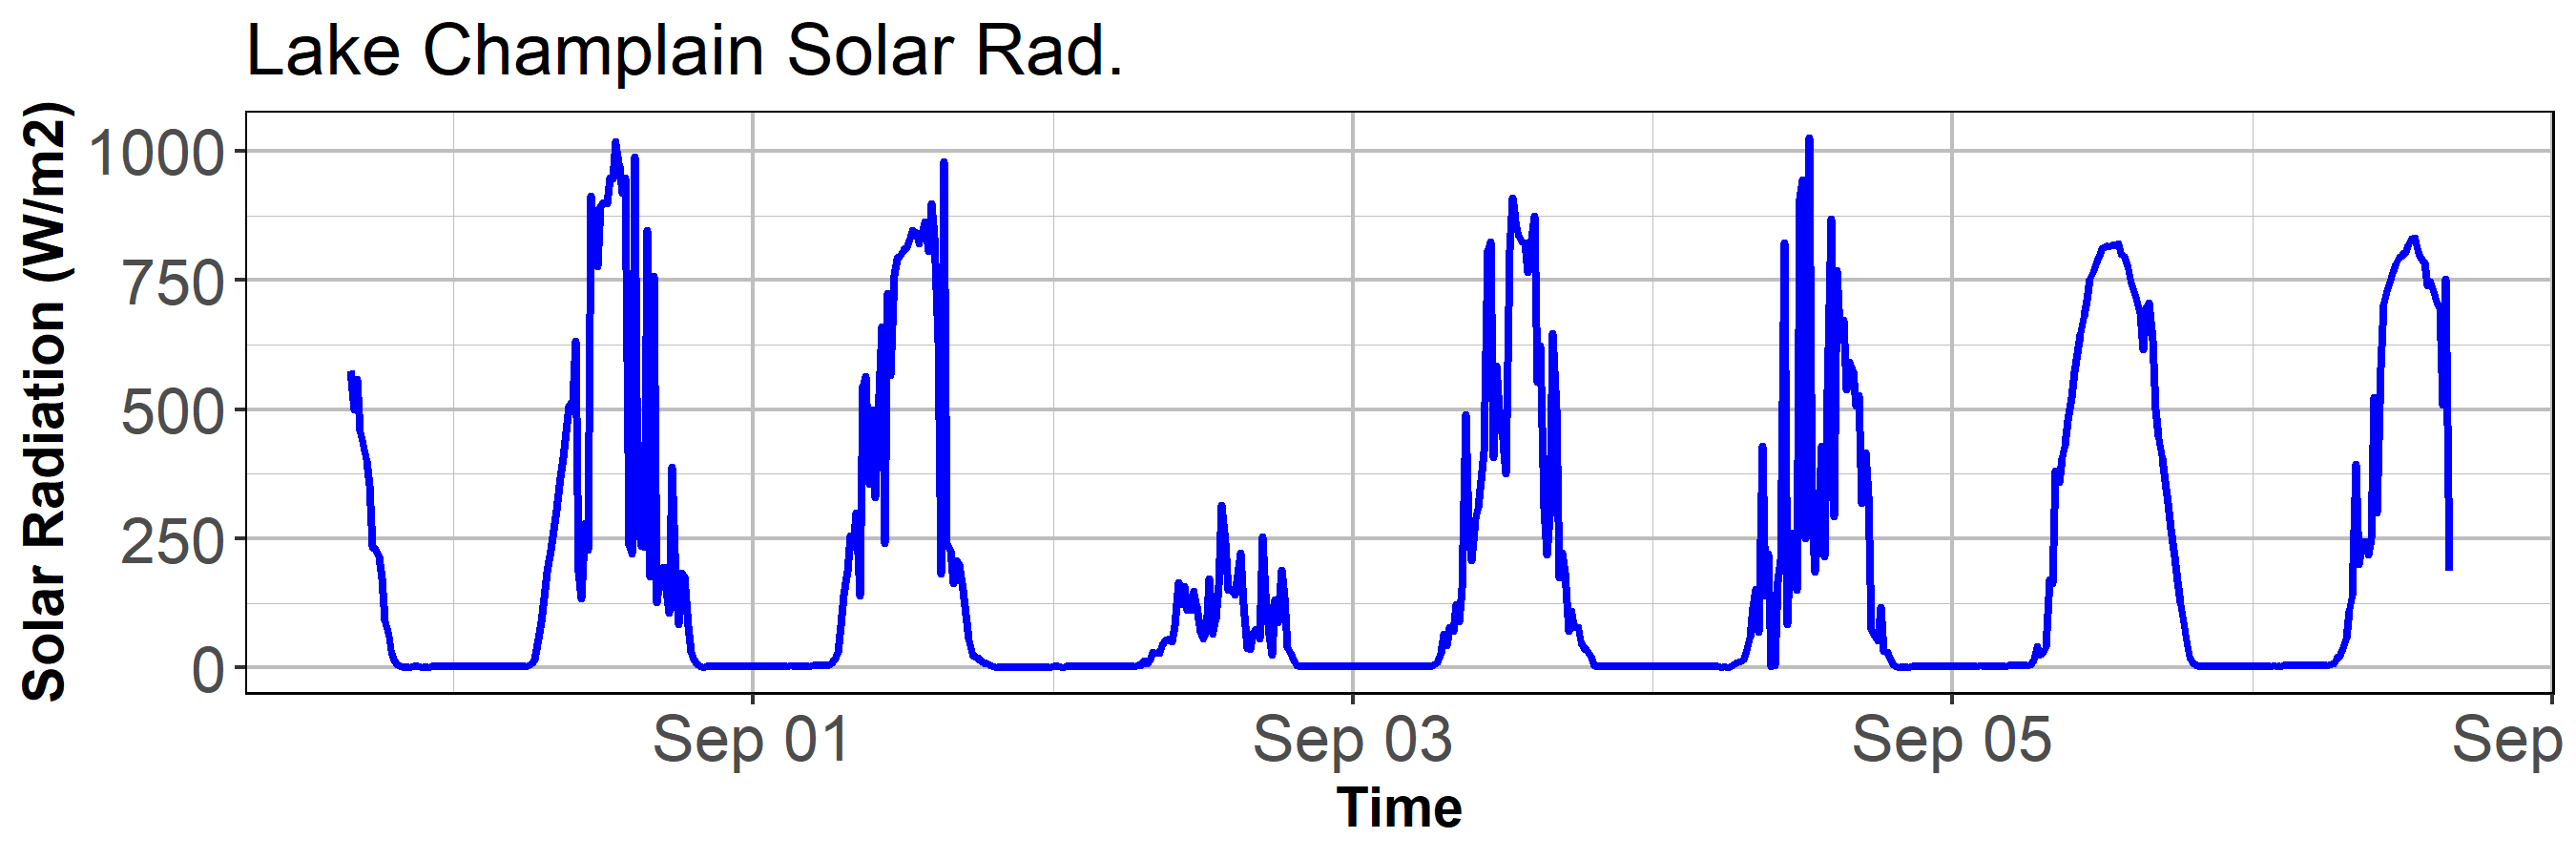 Lake Champlain Solar Rad.
Solar Radiation (W/m2)
1000
750
500
250
0
Sep 01 Sep 03 Sep 05 Sep
Time